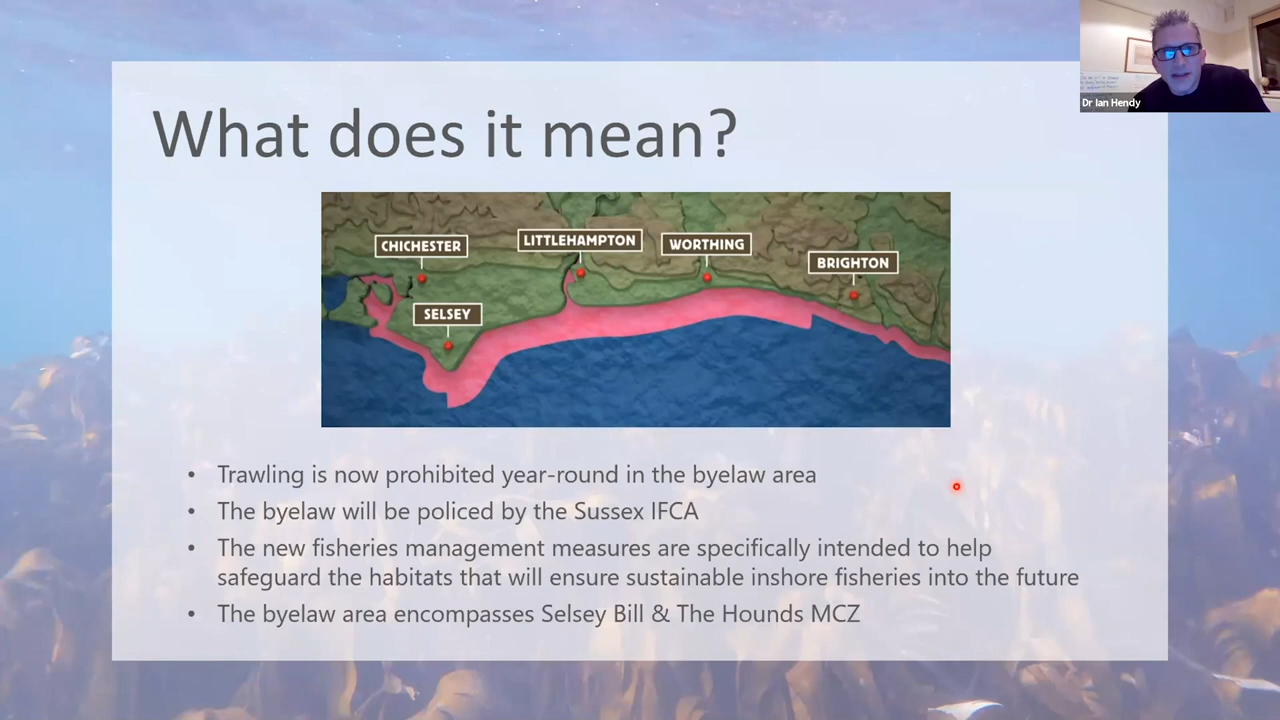 What does it mean?
CHICHESTER
LITTLEHAMPTON
WORTHING
BRIGHTON
SELSEY
• Trawling is now prohibited year-round in the byelaw area
• The byelaw will be policed by the Sussex IFCA
• The new fisheries management measures are specifically intended to help
safeguard the habitats that will ensure sustainable inshore fisheries into the future
• The byelaw area encompasses Selsey Bill & The Hounds MCZ
Dr Ian Hendy